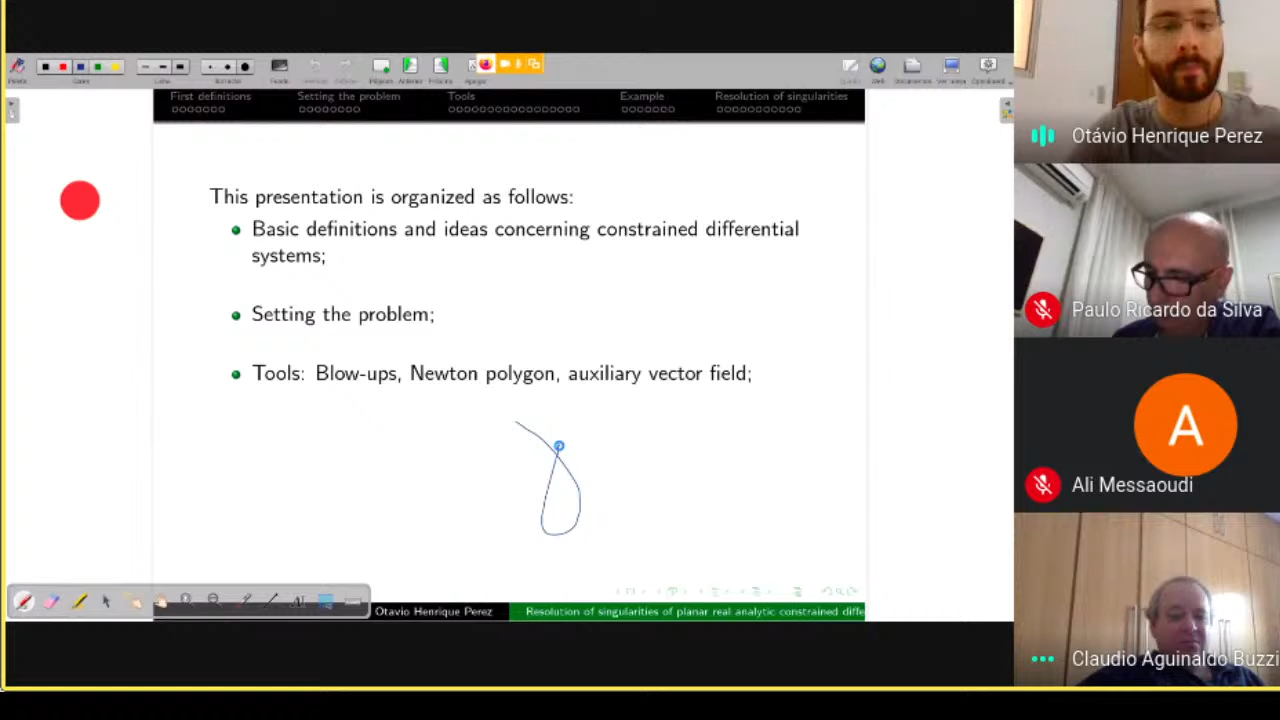 First definitions
Setting the problem
Tools
Example
Resolution of singularities
This presentation is organized as follows:
Basic definitions and ideas concerning constrained differential
systems;
Setting the problem;
Tools: Blow-ups, Newton polygon, auxiliary vector field;
Otavio Henrique Perez
Resolution of singularities of planar real analytic constrained diffe
Otávio Henrique Perez
Paulo Ricardo da Silva
A
Ali Messaoudi
Claudio Aguinaldo Buzzi